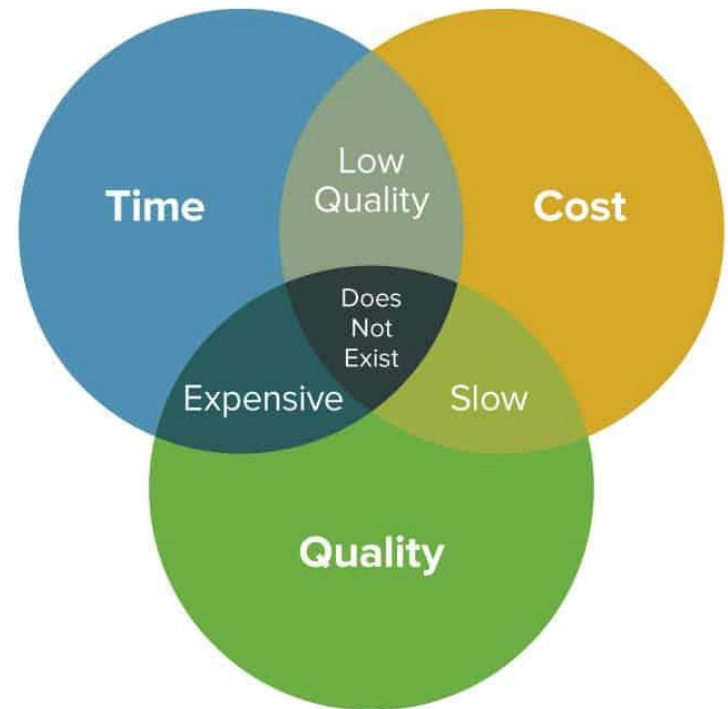 Time
Low
Quality
Cost
Does
Not
Exist
Expensive
Slow
Quality